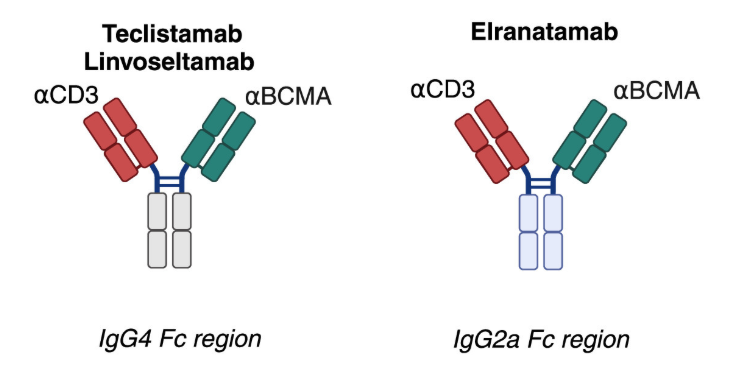 Teclistamab
Linvoseltamab
αCD3
αBCMA
IgG4 Fc region
Elranatamab
αCD3
αBCMA
IgG2a Fc region